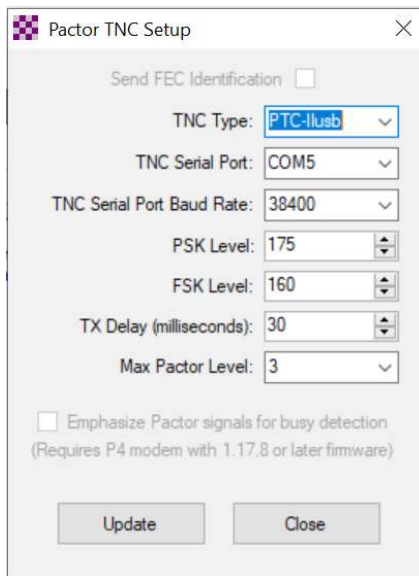 Pactor TNC Setup
Send FEC Identification
TNC Type: PTC-IIusb
TNC Serial Port: COM5
TNC Serial Port Baud Rate: 38400
PSK Level: 175
FSK Level: 160
TX Delay (milliseconds): 30
Max Pactor Level: 3
Emphasize Pactor signals for busy detection
(Requires P4 modem with 1.17.8 or later firmware)
Update Close